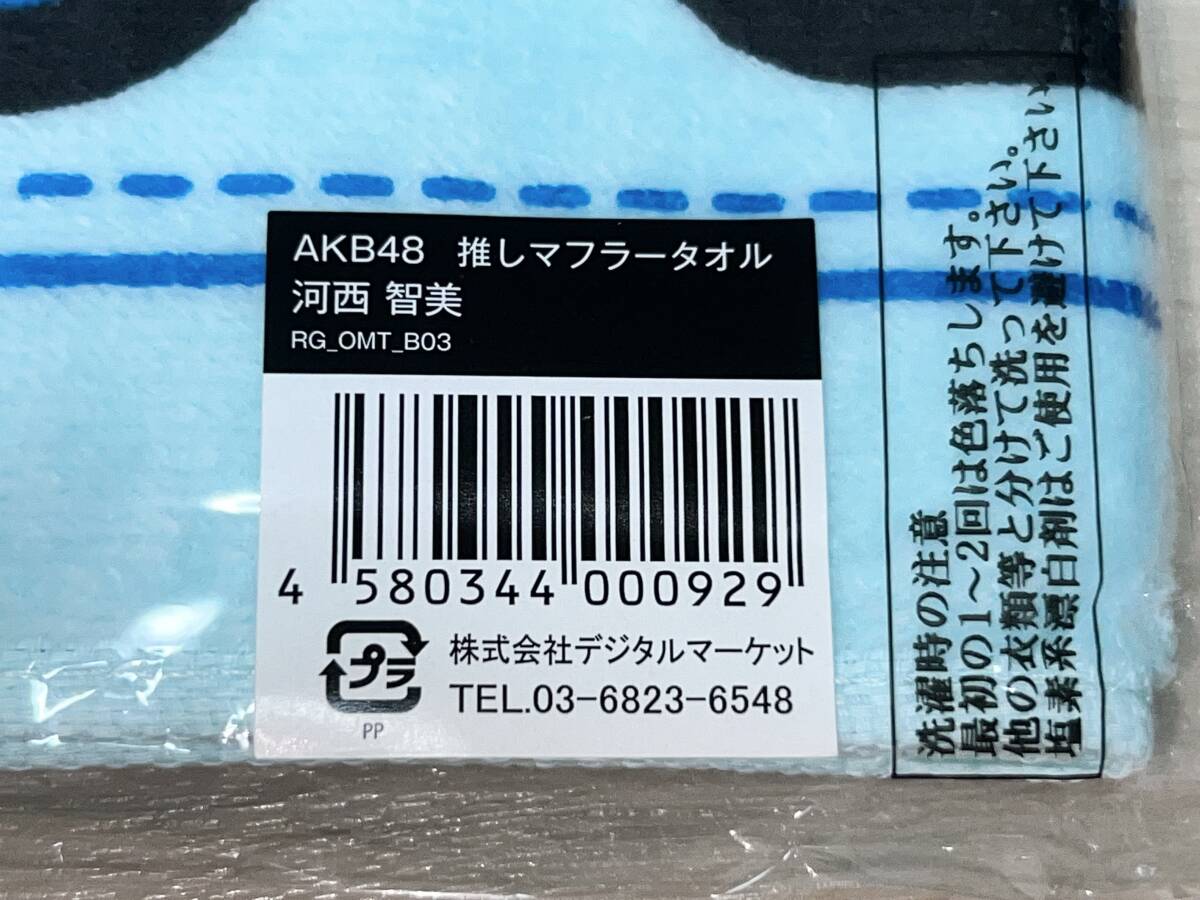 AKB48 推しマフラータオル
河西 智美
RG_OMT_B03
4 580344 000929
プラ
PP
株式会社デジタルマーケット
TEL.03-6823-6548
洗濯時の注意
最初の1～2回は色落ちします。
他の衣類等と分けて洗って下さい。
塩素系漂白剤はご使用を避けて下さい。